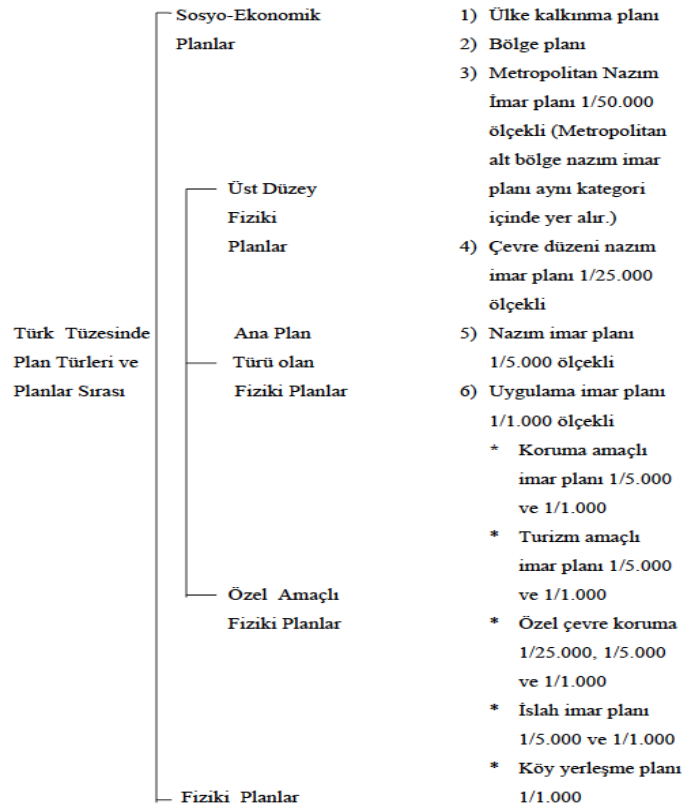 Sosyo-Ekonomik
Planlar
1) Ülke kalkınma planı
2) Bölge planı
3) Metropolitan Nazım
İmar planı 1/50.000
ölçekli (Metropolitan
alt bölge nazım imar
planı aynı kategori
içinde yer alır.)
Üst Düzey
Fiziki
Planlar
4) Çevre düzeni nazım
imar planı 1/25.000
ölçekli
Türk Tüzesinde
Plan Türleri ve
Planlar Sırası
Ana Plan
Türü olan
Fiziki Planlar
5) Nazım imar planı
1/5.000 ölçekli
6) Uygulama imar planı
1/1.000 ölçekli
* Koruma amaçlı
imar planı 1/5.000
ve 1/1.000
* Turizm amaçlı
imar planı 1/5.000
ve 1/1.000
Özel Amaçlı
Fiziki Planlar
* Özel çevre koruma
1/25.000, 1/5.000
ve 1/1.000
* İslah imar planı
1/5.000 ve 1/1.000
* Köy yerleşme planı
1/1.000
Fiziki Planlar